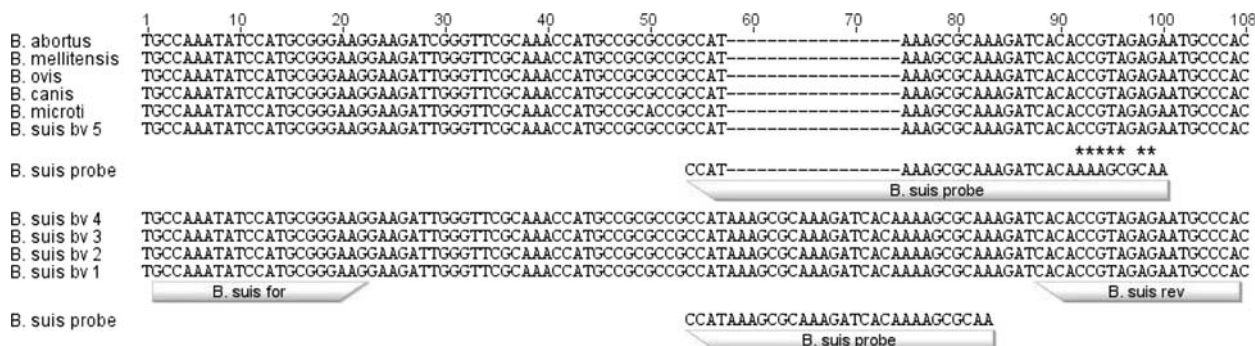 1 10 20 30 40 50 60 70 80 90 100 108
B. abortus TGCCAAATATCCATGCGGGAAGGAAGATCGGGTTCGCAAACCATGCCGCGCCGCCAT-----------------AAAGCGCAAAGATCACACCGTAGAGAATGCCCAC
B. mellitensis TGCCAAATATCCATGCGGGAAGGAAGATTGGGTTCGCAAACCATGCCGCGCCGCCAT-----------------AAAGCGCAAAGATCACACCGTAGAGAATGCCCAC
B. ovis TGCCAAATATCCATGCGGGAAGGAAGATTGGGTTCGCAAACCATGCCGCGCCGCCAT-----------------AAAGCGCAAAGATCACACCGTAGAGAATGCCCAC
B. canis TGCCAAATATCCATGCGGGAAGGAAGATTGGGTTCGCAAACCATGCCGCGCCGCCAT-----------------AAAGCGCAAAGATCACACCGTAGAGAATGCCCAC
B. microti TGCCAAATATCCATGCGGGAAGGAAGATTGGGTTCGCAAACCATGCCGCACCGCCAT-----------------AAAGCGCAAAGATCACACCGTAGAGAATGCCCAC
B. suis bv 5 TGCCAAATATCCATGCGGGAAGGAAGATTGGGTTCGCAAACCATGCCGCGCCGCCAT-----------------AAAGCGCAAAGATCACACCGTAGAGAATGCCCAC
***** **
B. suis probe CCAT-----------------AAAGCGCAAAGATCACAAAAGCGCAA
B. suis probe
B. suis bv 4 TGCCAAATATCCATGCGGGAAGGAAGATTGGGTTCGCAAACCATGCCGCGCCGCCATAAAGCGCAAAGATCACAAAAGCGCAAAGATCACACCGTAGAGAATGCCCAC
B. suis bv 3 TGCCAAATATCCATGCGGGAAGGAAGATTGGGTTCGCAAACCATGCCGCGCCGCCATAAAGCGCAAAGATCACAAAAGCGCAAAGATCACACCGTAGAGAATGCCCAC
B. suis bv 2 TGCCAAATATCCATGCGGGAAGGAAGATTGGGTTCGCAAACCATGCCGCGCCGCCATAAAGCGCAAAGATCACAAAAGCGCAAAGATCACACCGTAGAGAATGCCCAC
B. suis bv 1 TGCCAAATATCCATGCGGGAAGGAAGATTGGGTTCGCAAACCATGCCGCGCCGCCATAAAGCGCAAAGATCACAAAAGCGCAAAGATCACACCGTAGAGAATGCCCAC
B. suis for B. suis rev
B. suis probe CCATAAAGCGCAAAGATCACAAAAGCGCAA
B. suis probe